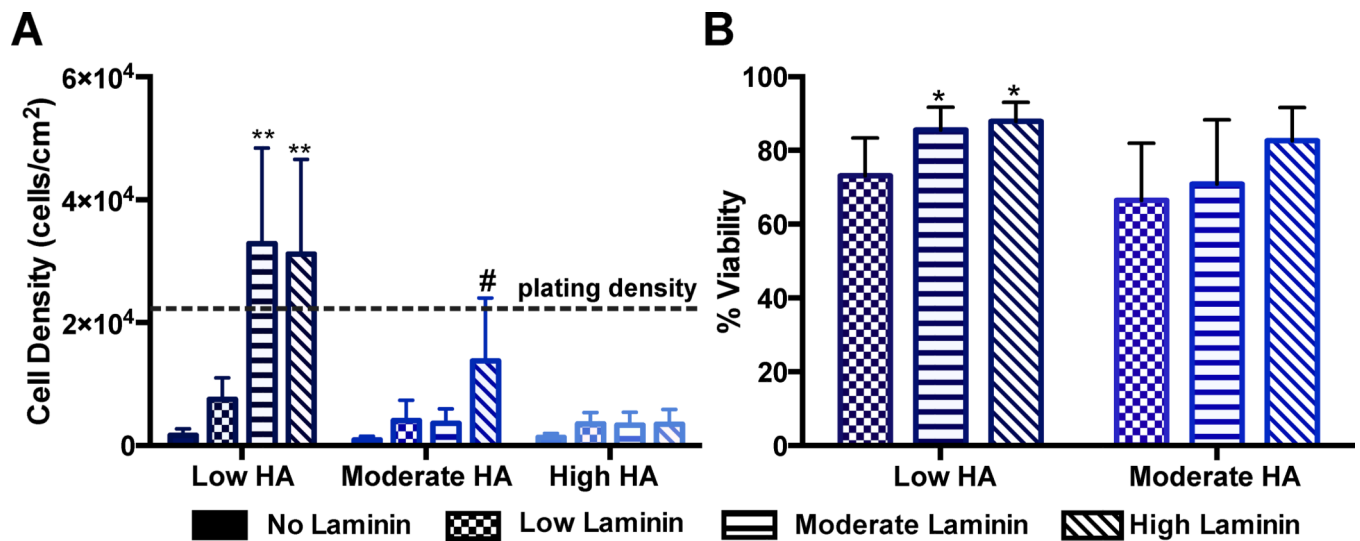 A
Cell Density (cells/cm²)
6×10⁴
4×10⁴
2×10⁴
0
**
**
#
plating density
Low HA
Moderate HA
High HA
B
% Viability
100
80
60
40
20
0
*
*
Low HA
Moderate HA
No Laminin
Low Laminin
Moderate Laminin
High Laminin